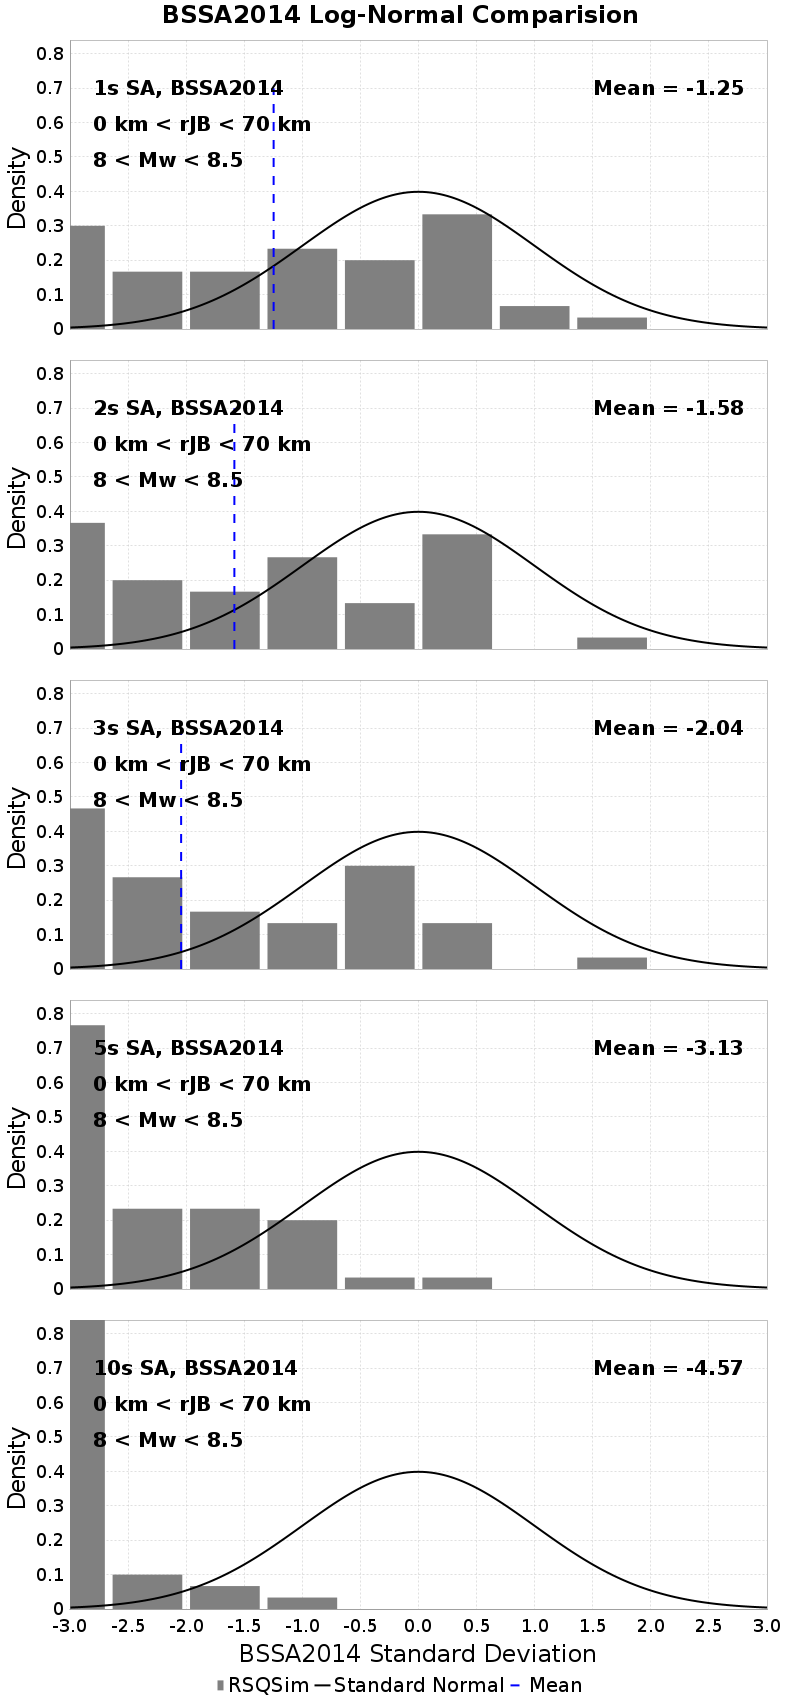 BSSA2014 Log-Normal Comparision
0.8
0.7
0.6
0.5
0.4
0.3
0.2
0.1
0
Density
1s SA, BSSA2014
Mean = -1.25
0 km < rJB < 70 km
8 < Mw < 8.5
0.8
0.7
0.6
0.5
0.4
0.3
0.2
0.1
0
Density
2s SA, BSSA2014
Mean = -1.58
0 km < rJB < 70 km
8 < Mw < 8.5
0.8
0.7
0.6
0.5
0.4
0.3
0.2
0.1
0
Density
3s SA, BSSA2014
Mean = -2.04
0 km < rJB < 70 km
8 < Mw < 8.5
0.8
0.7
0.6
0.5
0.4
0.3
0.2
0.1
0
Density
5s SA, BSSA2014
Mean = -3.13
0 km < rJB < 70 km
8 < Mw < 8.5
0.8
0.7
0.6
0.5
0.4
0.3
0.2
0.1
0
Density
10s SA, BSSA2014
Mean = -4.57
0 km < rJB < 70 km
8 < Mw < 8.5
-3.0 -2.5 -2.0 -1.5 -1.0 -0.5 0.0 0.5 1.0 1.5 2.0 2.5 3.0
BSSA2014 Standard Deviation
RSQSim Standard Normal Mean